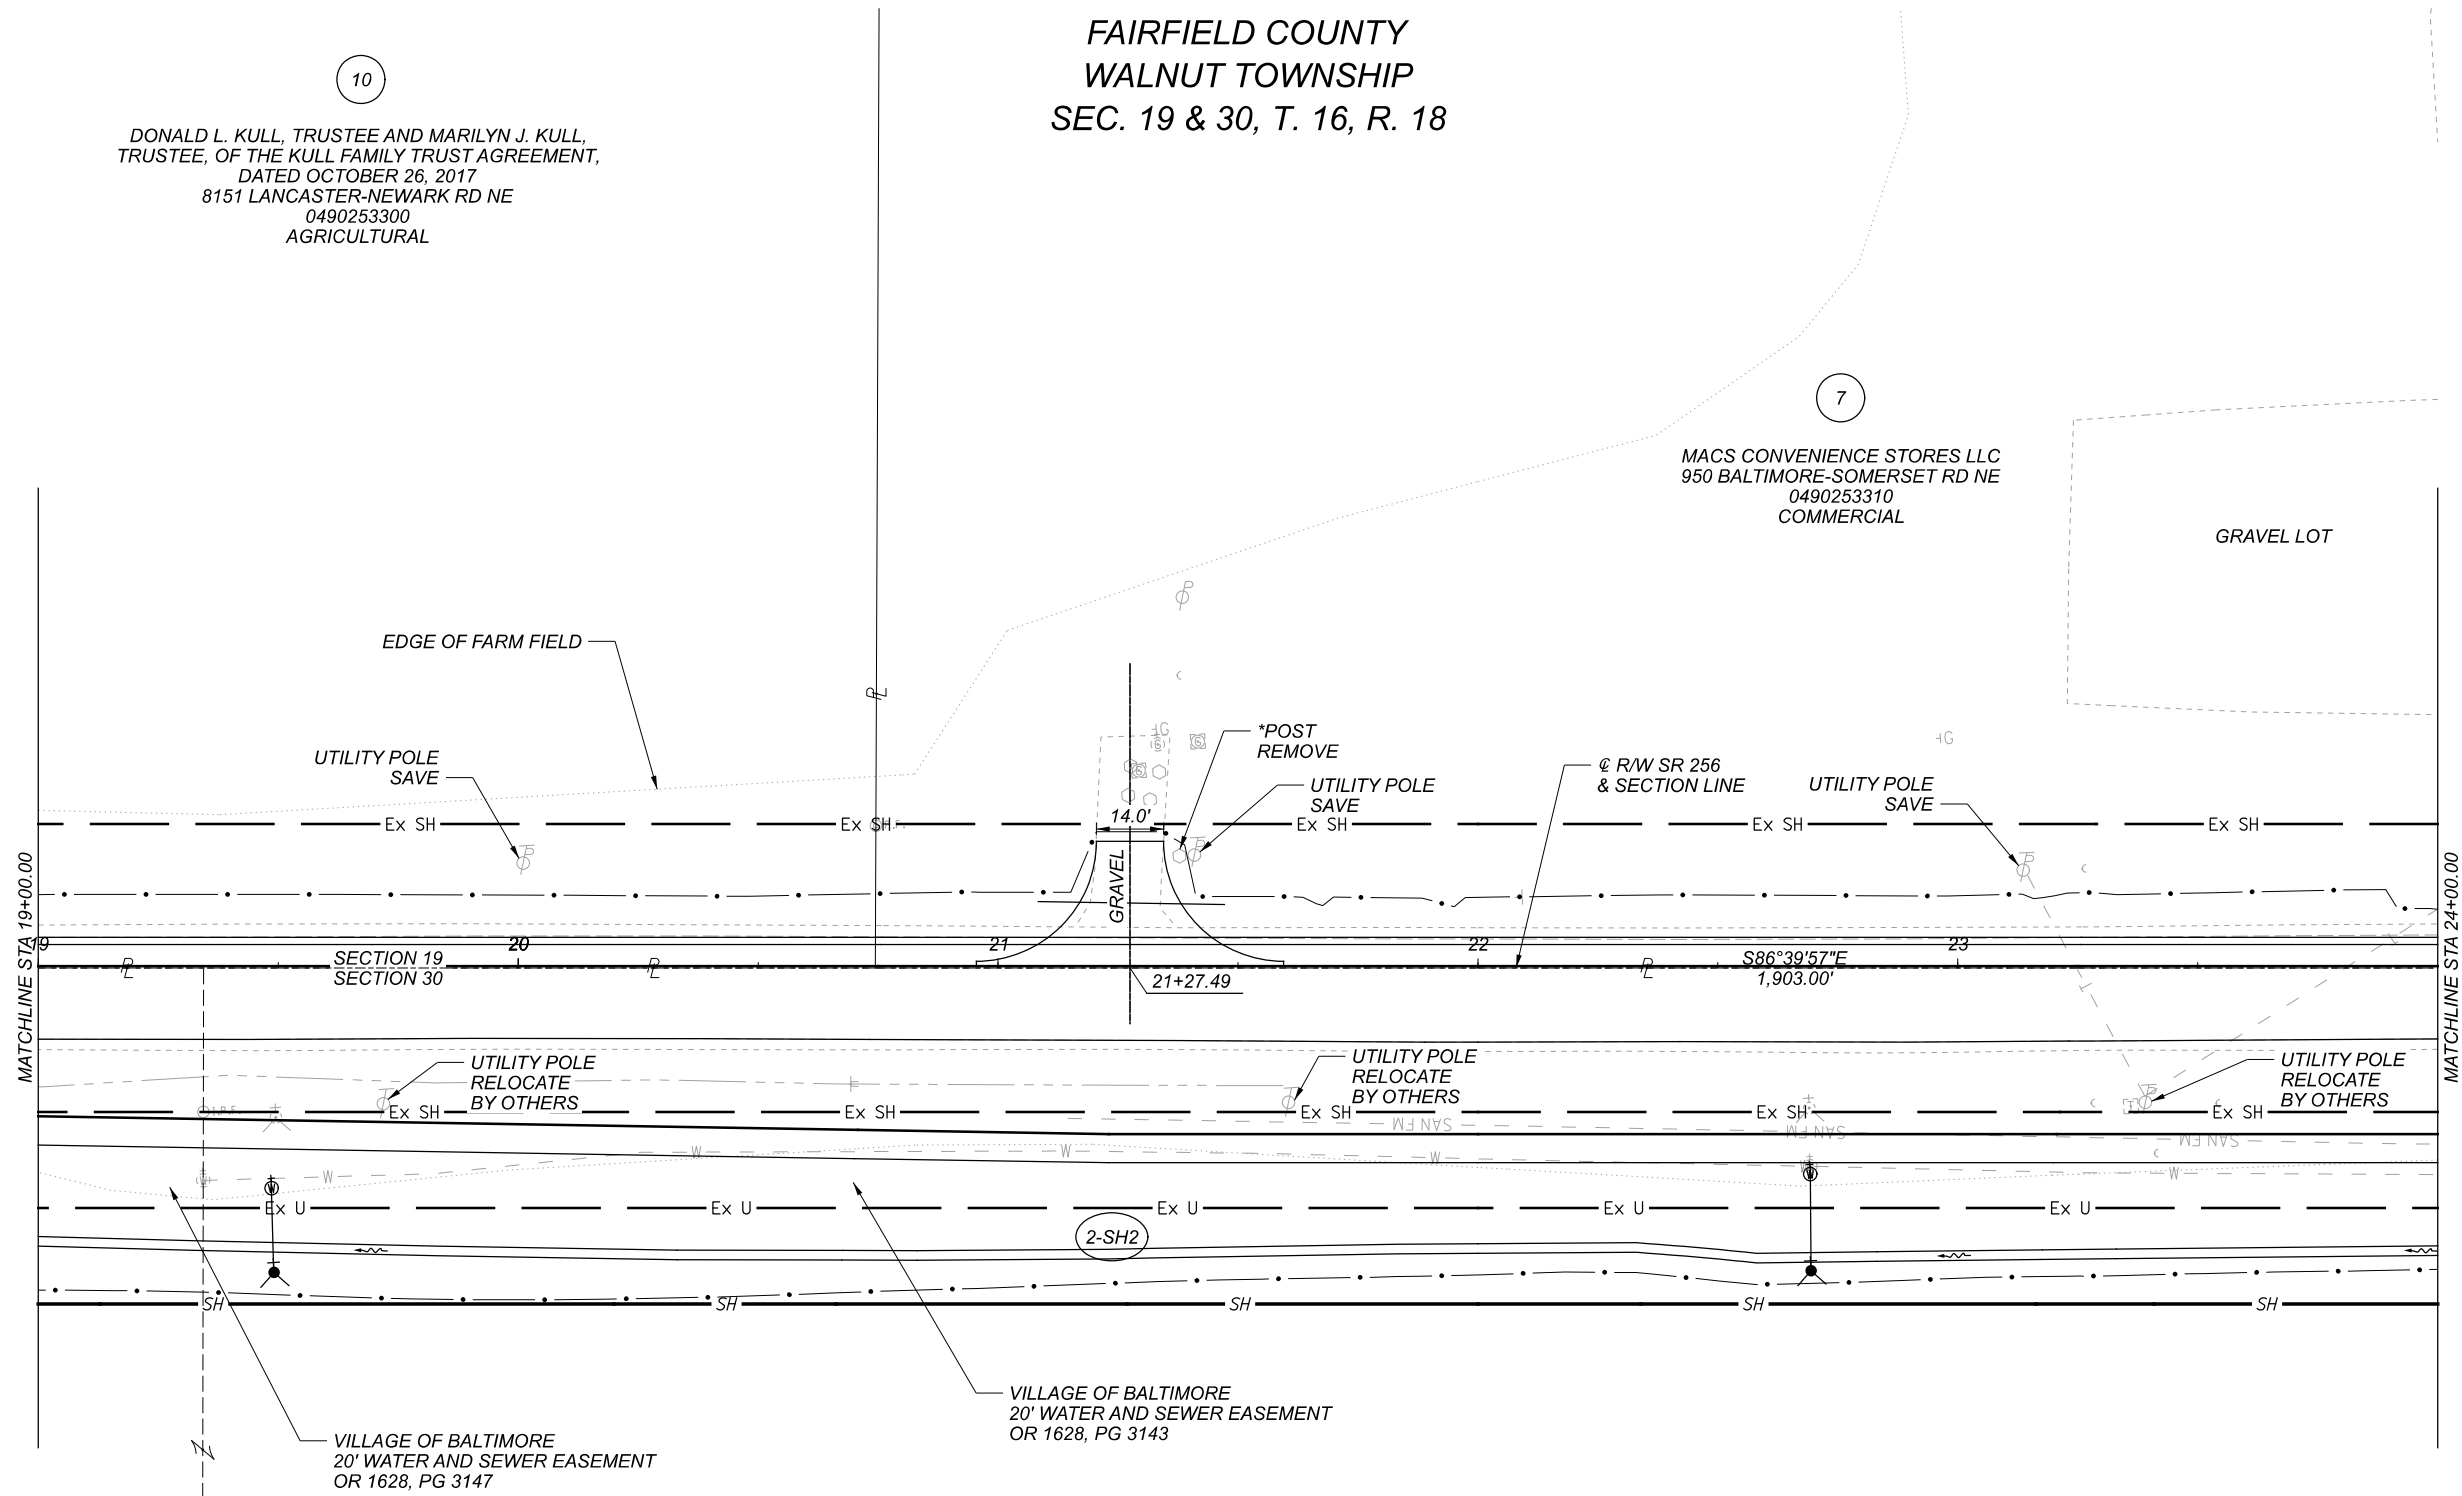 FAIRFIELD COUNTY
WALNUT TOWNSHIP
SEC. 19 & 30, T. 16, R. 18
10
DONALD L. KULL, TRUSTEE AND MARILYN J. KULL,
TRUSTEE, OF THE KULL FAMILY TRUST AGREEMENT,
DATED OCTOBER 26, 2017
8151 LANCASTER-NEWARK RD NE
0490253300
AGRICULTURAL
7
MACS CONVENIENCE STORES LLC
950 BALTIMORE-SOMERSET RD NE
0490253310
COMMERCIAL
GRAVEL LOT
EDGE OF FARM FIELD
UTILITY POLE
SAVE
*POST
REMOVE
UTILITY POLE
SAVE
℄ R/W SR 256
& SECTION LINE
UTILITY POLE
SAVE
G
G
Ex SH
Ex SH
14.0'
Ex SH
Ex SH
Ex SH
GRAVEL
MATCHLINE STA 19+00.00
MATCHLINE STA 24+00.00
19
20
21
22
23
SECTION 19
SECTION 30
21+27.49
S86°39'57"E
1,903.00'
UTILITY POLE
RELOCATE
BY OTHERS
UTILITY POLE
RELOCATE
BY OTHERS
UTILITY POLE
RELOCATE
BY OTHERS
I.P.F.
Ex SH
Ex SH
Ex SH
Ex SH
Ex SH
SAN FM
SAN FM
SAN FM
W
W
W
W
W
Ex U
Ex U
Ex U
Ex U
Ex U
2-SH2
SH
SH
SH
SH
SH
VILLAGE OF BALTIMORE
20' WATER AND SEWER EASEMENT
OR 1628, PG 3143
VILLAGE OF BALTIMORE
20' WATER AND SEWER EASEMENT
OR 1628, PG 3147